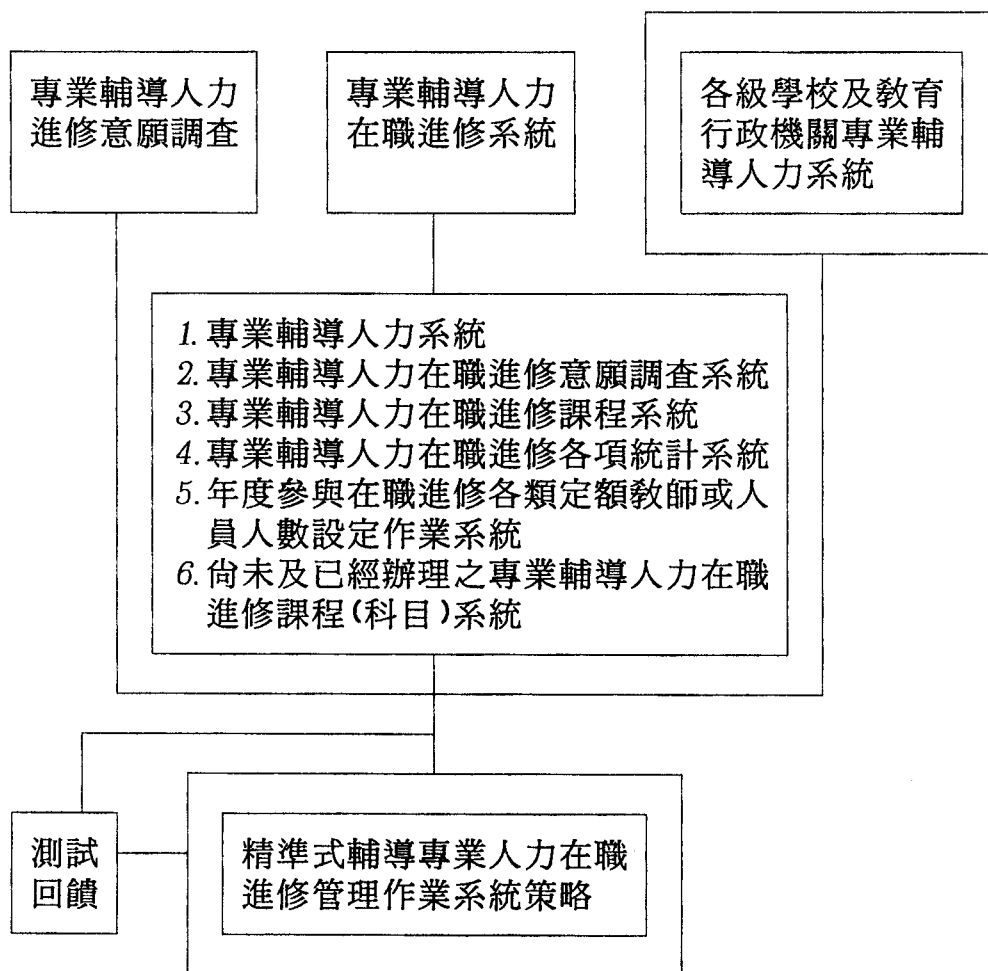 專業輔導人力
進修意願調查
專業輔導人力
在職進修系統
各級學校及教育
行政機關專業輔
導人力系統
1.專業輔導人力系統
2.專業輔導人力在職進修意願調查系統
3.專業輔導人力在職進修課程系統
4.專業輔導人力在職進修各項統計系統
5.年度參與在職進修各類定額教師或人
員人數設定作業系統
6.尚未及已經辦理之專業輔導人力在職
進修課程(科目)系統
測試
回饋
精準式輔導專業人力在職
進修管理作業系統策略